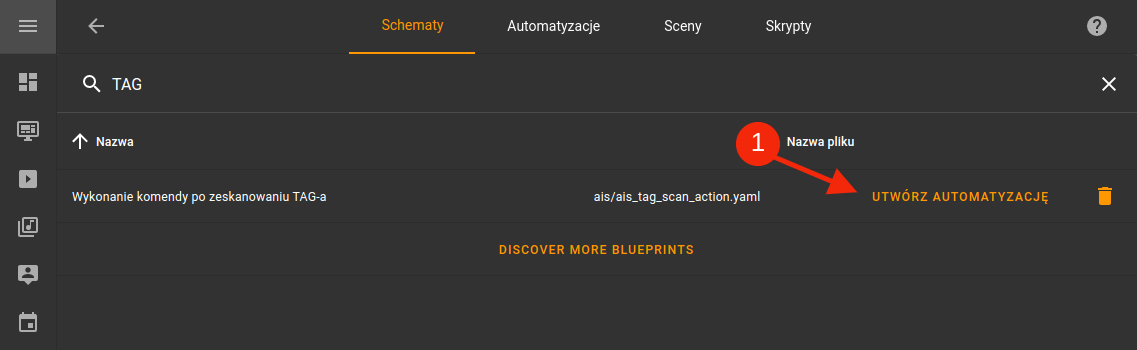 Schematy Automatyzacje Sceny Skrypty
TAG
Nazwa 1 Nazwa pliku
Wykonanie komendy po zeskanowaniu TAG-a ais/ais_tag_scan_action.yaml UTWÓRZ AUTOMATYZACJĘ
DISCOVER MORE BLUEPRINTS